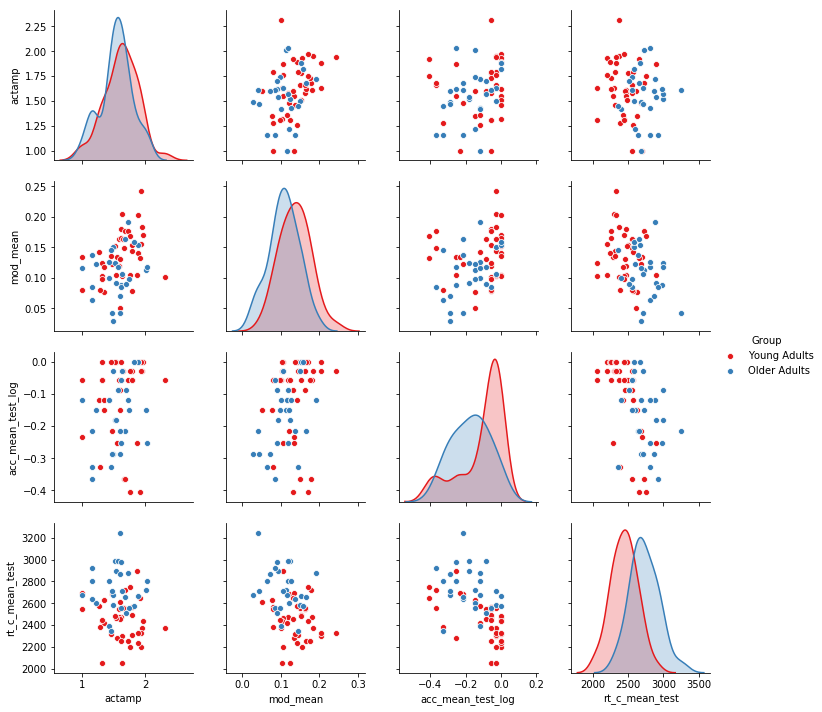 2.25
2.00
1.75
1.50
1.25
1.00
actamp
0.25
0.20
0.15
0.10
0.05
mod_mean
0.0
−0.1
−0.2
−0.3
−0.4
acc_mean_test_log
Group
Young Adults
Older Adults
3200
3000
2800
2600
2400
2200
2000
rt_c_mean_test
1 2
actamp
0.0 0.1 0.2 0.3
mod_mean
−0.4 −0.2 0.0 0.2
acc_mean_test_log
2000 2500 3000 3500
rt_c_mean_test